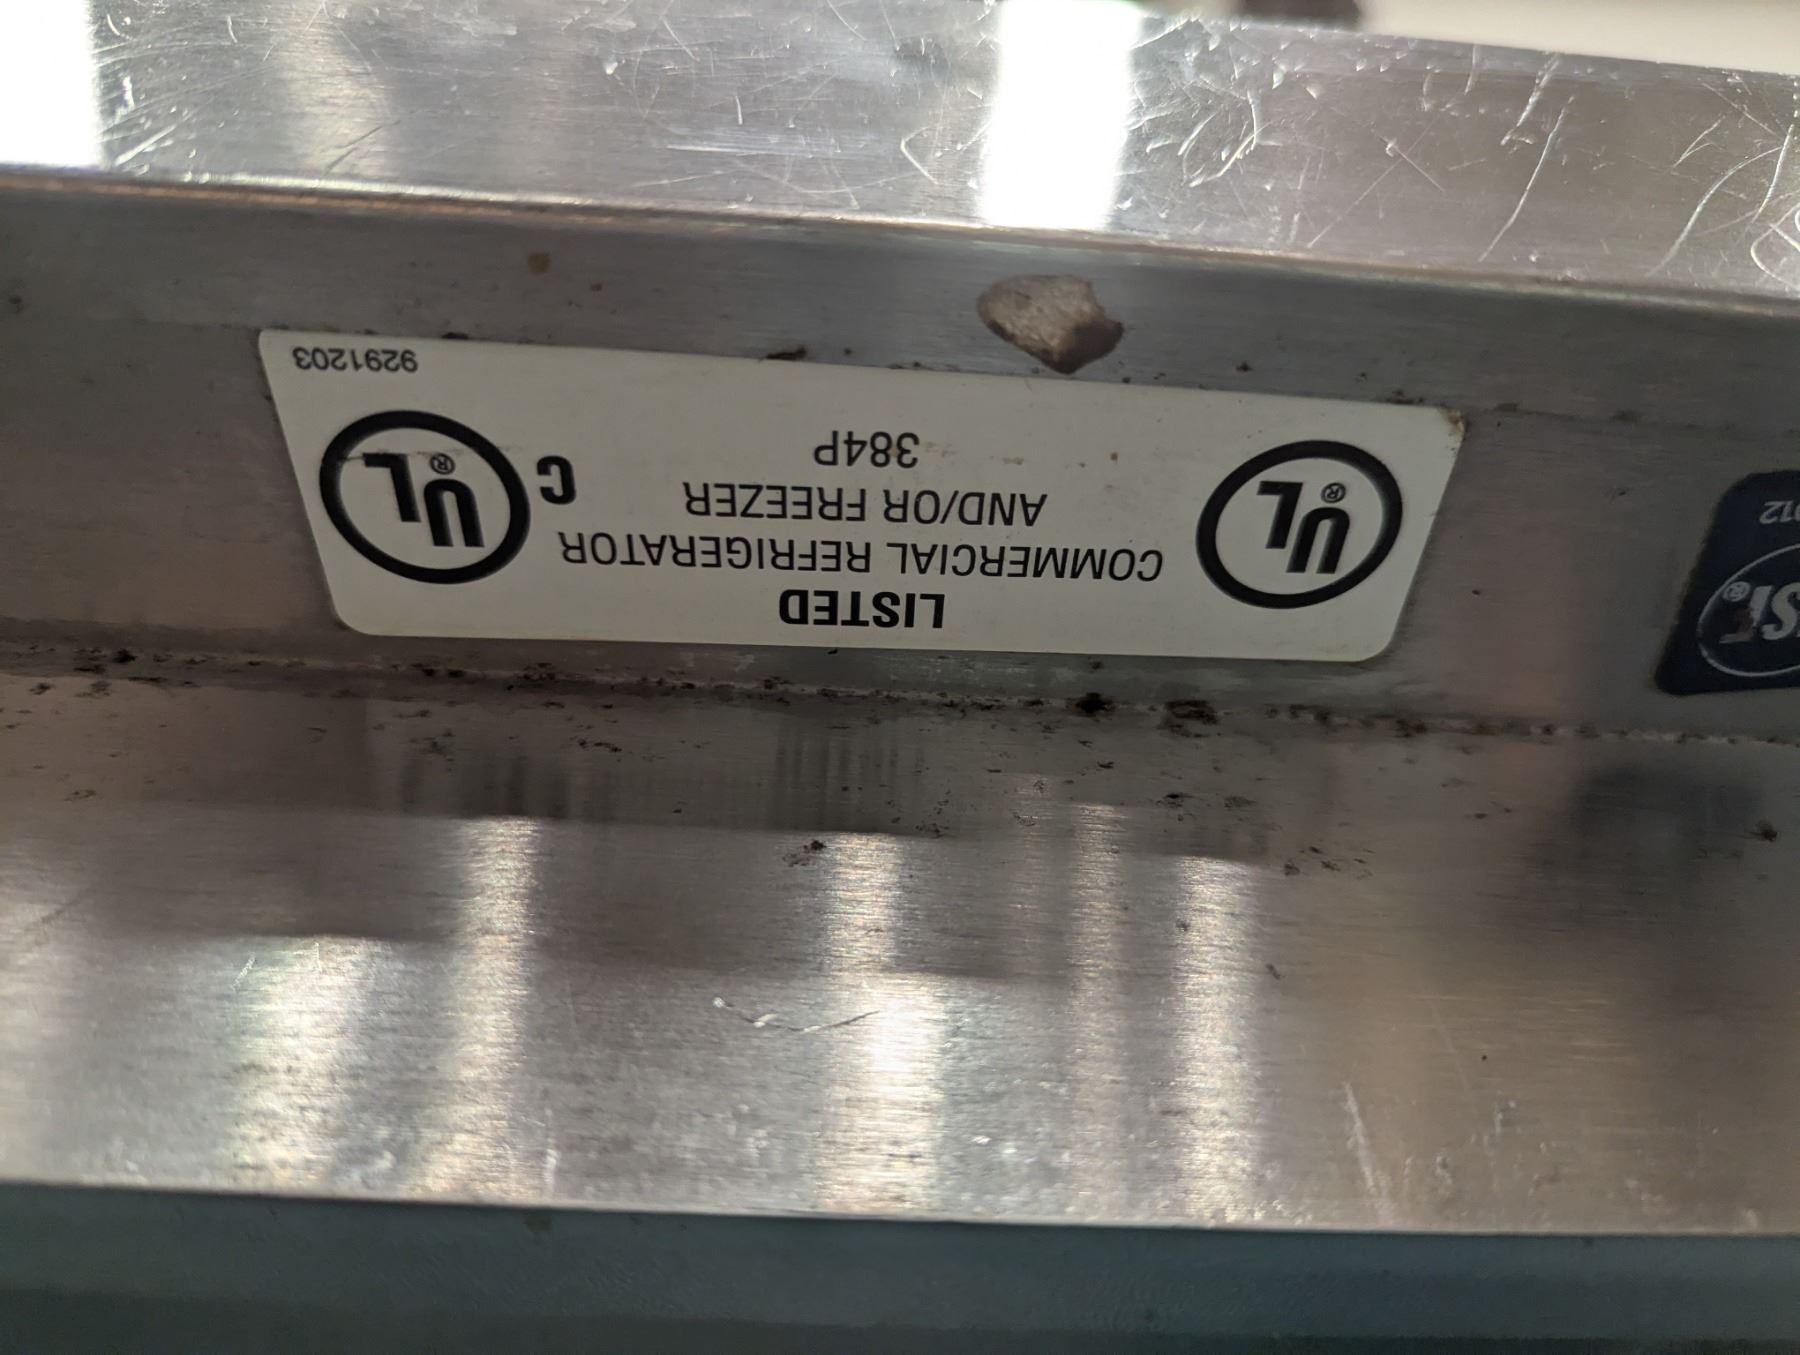 LISTED
UL®
COMMERCIAL REFRIGERATOR
C UL®
AND/OR FREEZER
384P
9291203